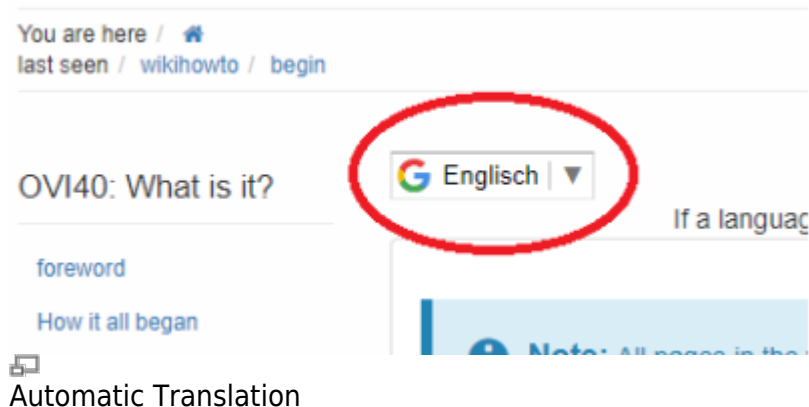 You are here /
last seen / wikihowto / begin
Englisch
OVI40: What is it?
If a languag
foreword
How it all began
Note: All pages in the
Automatic Translation